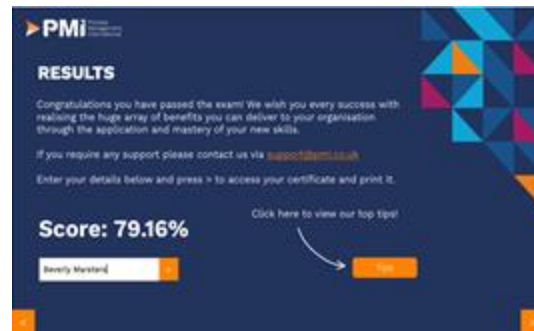 PMi Process Management International
RESULTS
Congratulations you have passed the exam! We wish you every success with
realising the huge array of benefits you can deliver to your organisation
through the application and mastery of your new skills.
If you require any support please contact us via support@pmi.co.uk
Enter your details below and press > to access your certificate and print it.
Click here to view our top tips!
Score: 79.16%
Beverly >
Tips
< >